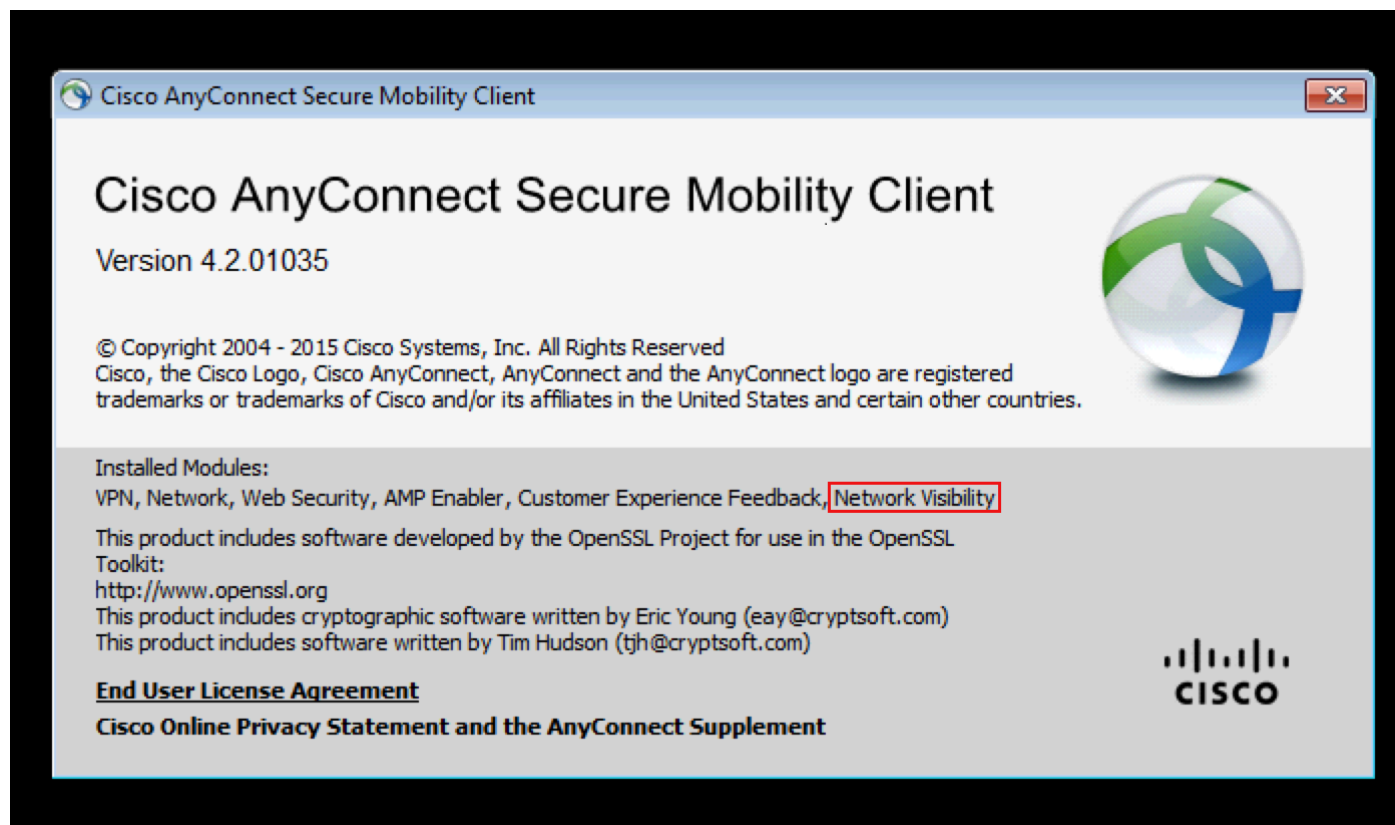 Cisco AnyConnect Secure Mobility Client
Cisco AnyConnect Secure Mobility Client
Version 4.2.01035
© Copyright 2004 - 2015 Cisco Systems, Inc. All Rights Reserved
Cisco, the Cisco Logo, Cisco AnyConnect, AnyConnect and the AnyConnect logo are registered
trademarks or trademarks of Cisco and/or its affiliates in the United States and certain other countries.
Installed Modules:
VPN, Network, Web Security, AMP Enabler, Customer Experience Feedback, Network Visibility
This product includes software developed by the OpenSSL Project for use in the OpenSSL
Toolkit:
http://www.openssl.org
This product includes cryptographic software written by Eric Young (eay@cryptsoft.com)
This product includes software written by Tim Hudson (tjh@cryptsoft.com)
End User License Agreement
Cisco Online Privacy Statement and the AnyConnect Supplement
CISCO